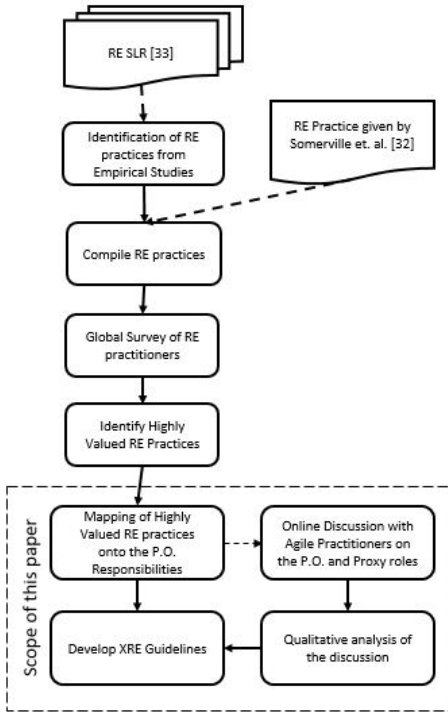 RE SLR [33]
Identification of RE
practices from
Empirical Studies
RE Practice given by
Somerville et. al. [32]
Compile RE practices
Global Survey of RE
practitioners
Identify Highly
Valued RE Practices
Scope of this paper
Mapping of Highly
Valued RE practices
onto the P.O.
Responsibilities
Online Discussion with
Agile Practitioners on
the P.O. and Proxy roles
Develop XRE Guidelines
Qualitative analysis of
the discussion